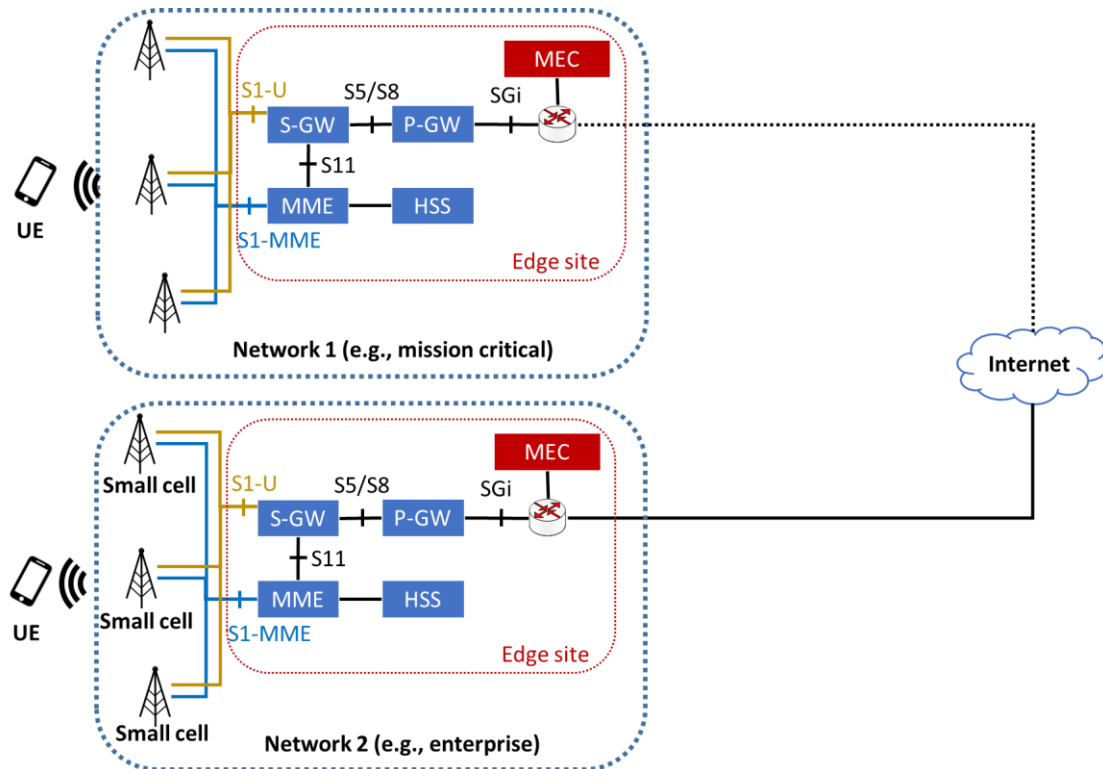 MEC
S1-U
S5/S8
SGi
S-GW
P-GW
S11
UE
MME
HSS
S1-MME
Edge site
Network 1 (e.g., mission critical)
Internet
Small cell
MEC
S1-U
S5/S8
SGi
S-GW
P-GW
S11
UE
Small cell
MME
HSS
S1-MME
Edge site
Small cell
Network 2 (e.g., enterprise)